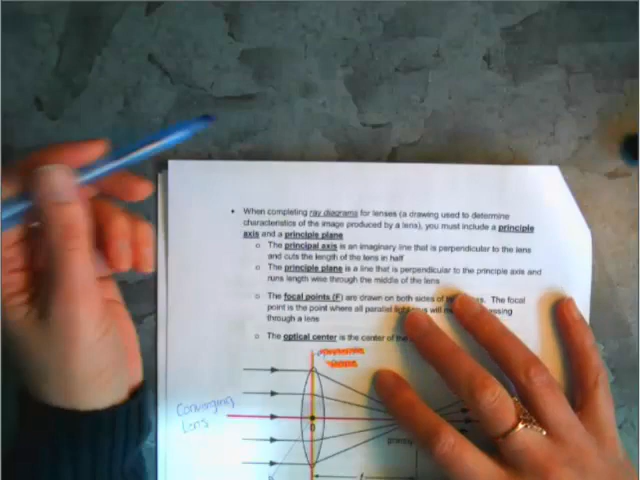 • When completing ray diagrams for lenses (a drawing used to determine
characteristics of the image produced by a lens), you must include a principle
axis and a principle plane
o The principal axis is an imaginary line that is perpendicular to the lens
and cuts the length of the lens in half
o The principle plane is a line that is perpendicular to the principle axis and
runs length wise through the middle of the lens
o The focal points (F) are drawn on both sides of The focal
point is the point where all parallel will
through a lens
o The optical center is the center of the
Converging
Lens
O
f